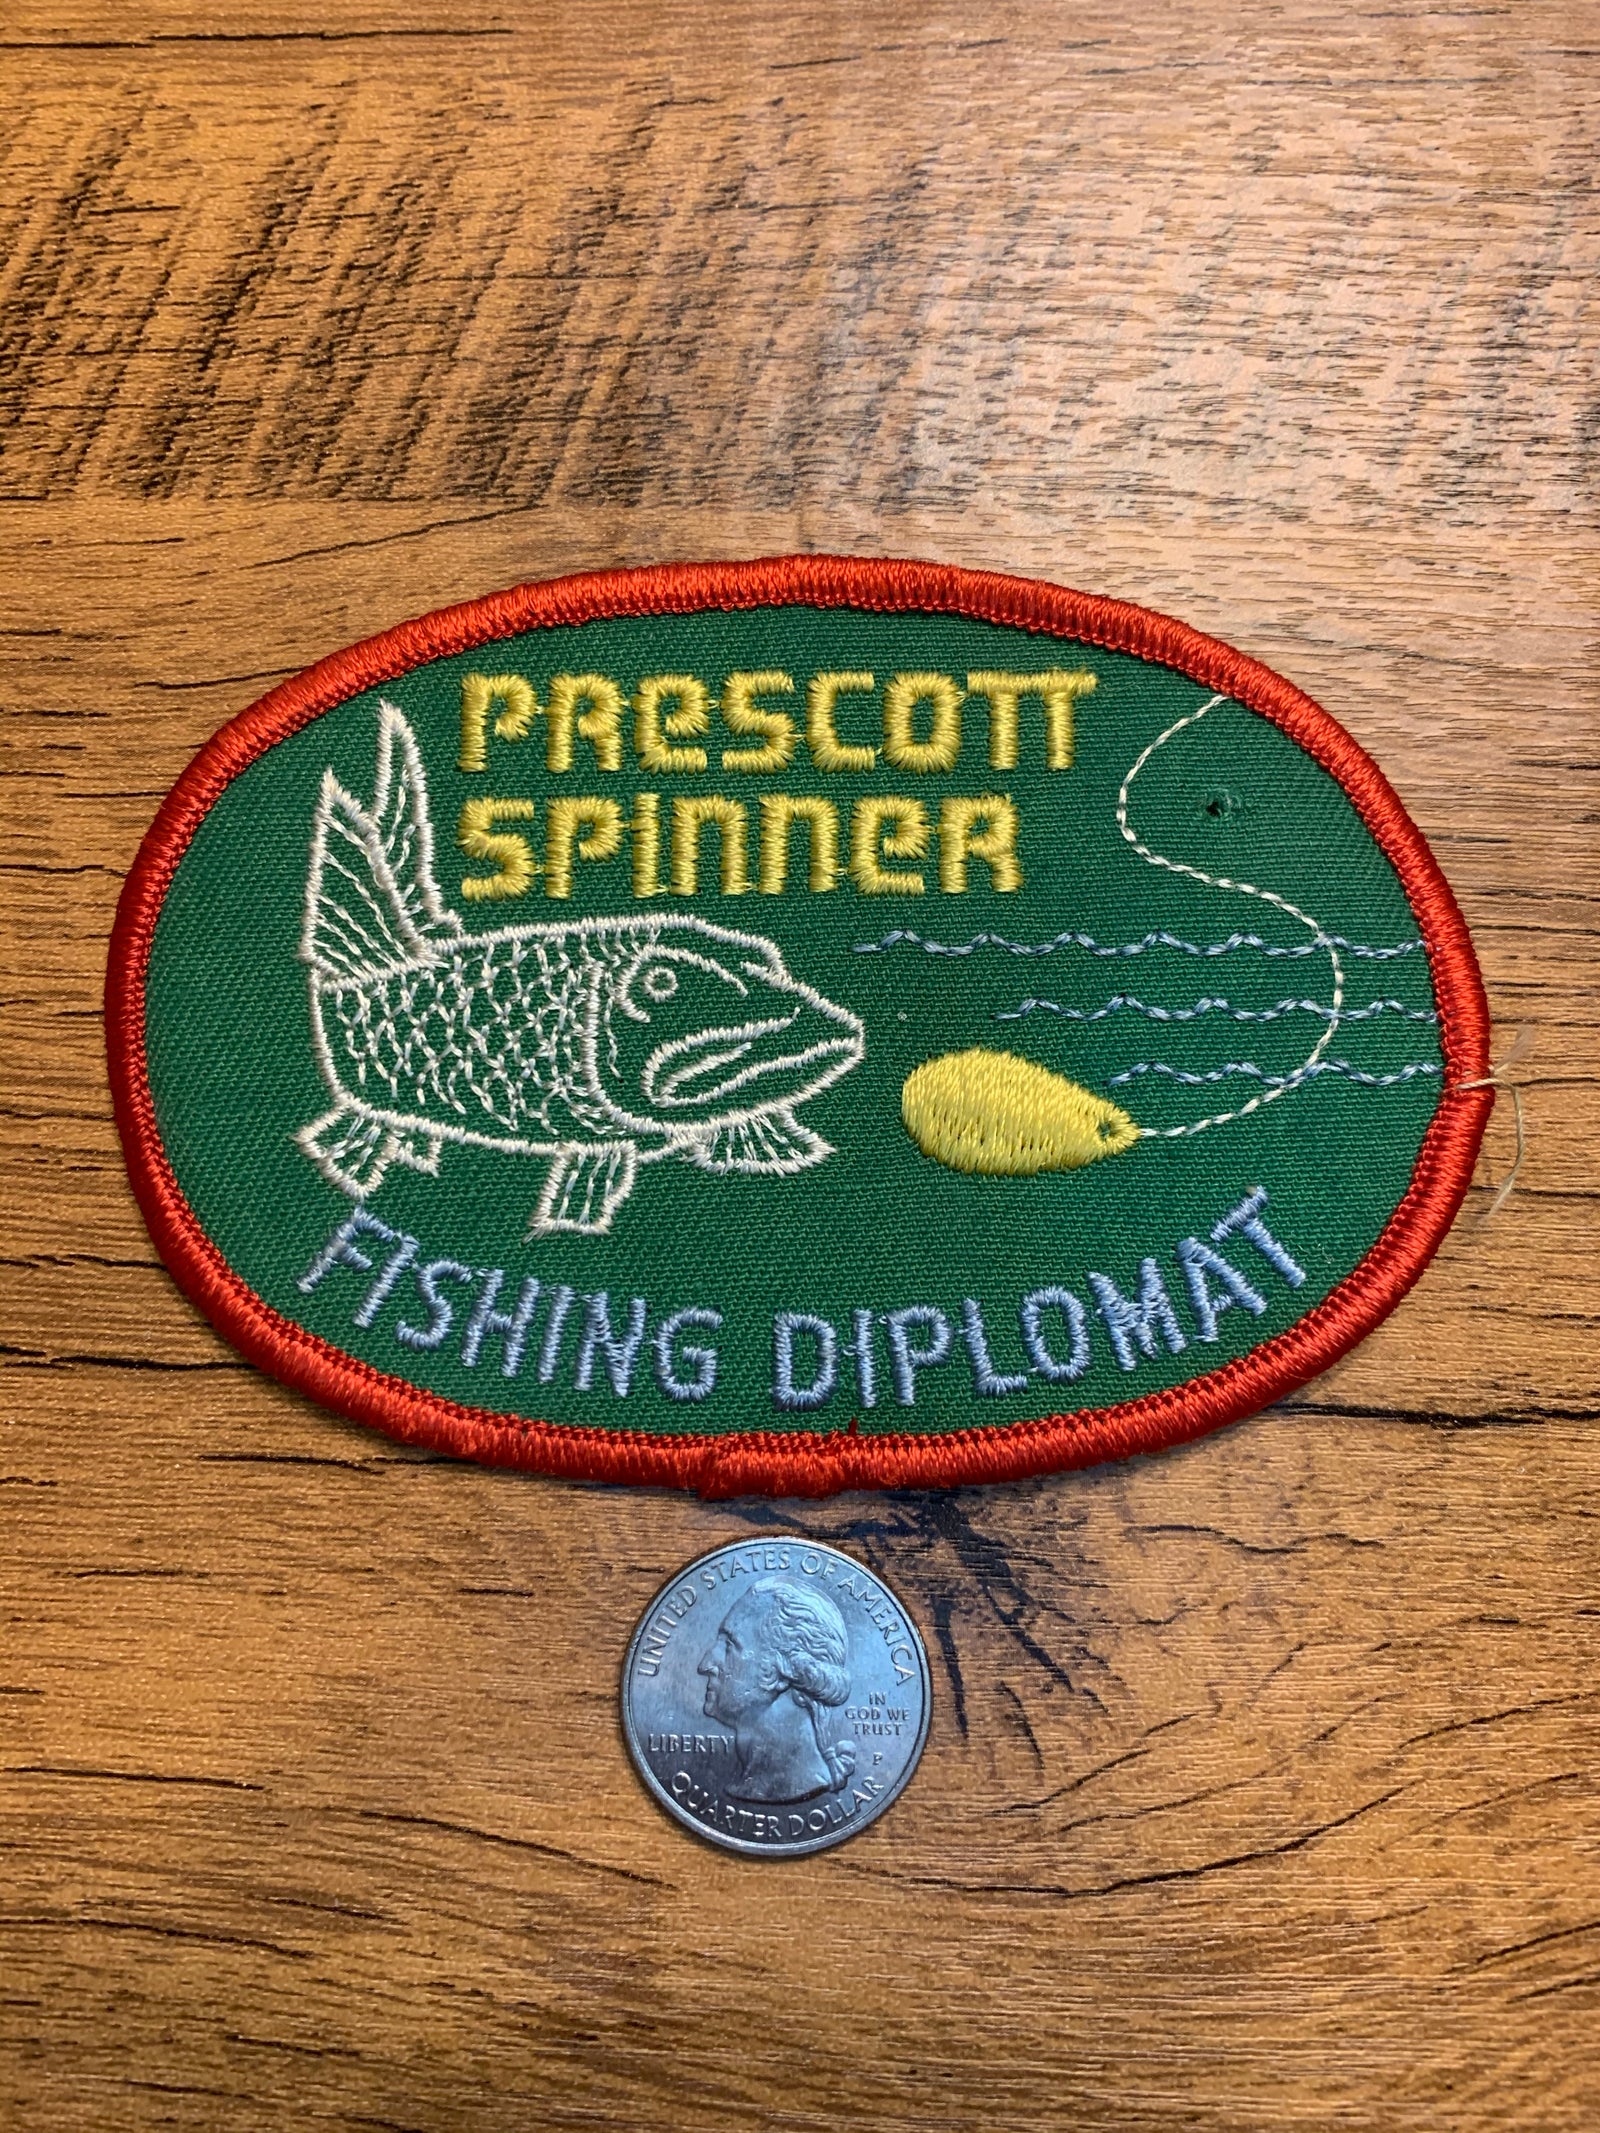 PRESCOTT
SPINNER
FISHING DIPLOMAT
UNITED STATES OF AMERICA
LIBERTY
IN
GOD WE
TRUST
P
QUARTER DOLLAR